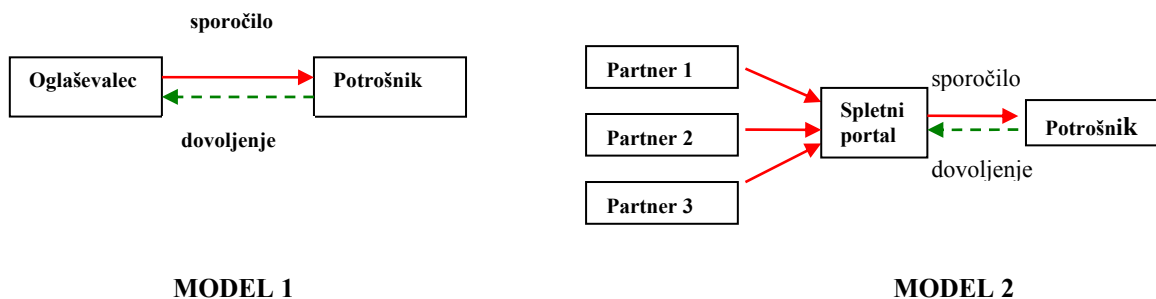 sporočilo
Oglaševalec
Potrošnik
dovoljenje
MODEL 1
Partner 1
Partner 2
Partner 3
Spletni
portal
sporočilo
Potrošnik
dovoljenje
MODEL 2